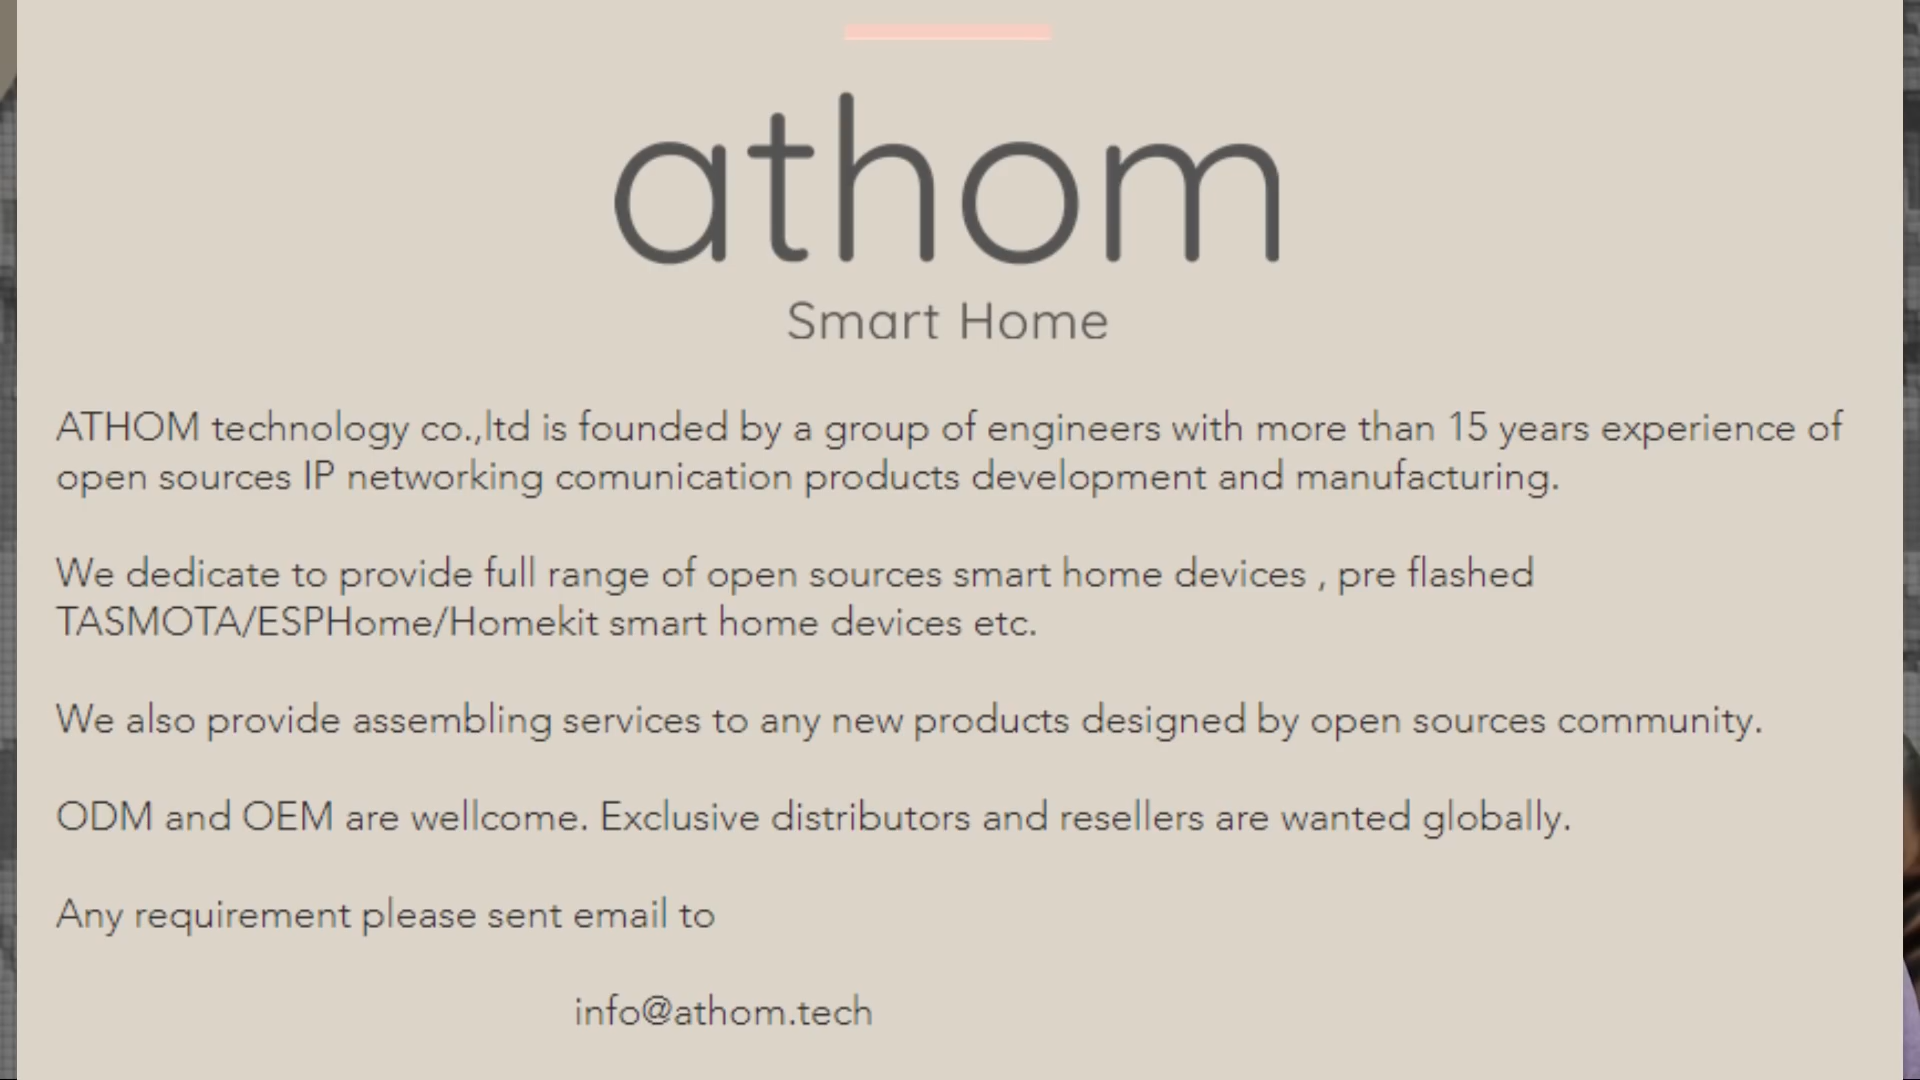 athom
Smart Home
ATHOM technology co.,ltd is founded by a group of engineers with more than 15 years experience of
open sources IP networking comunication products development and manufacturing.
We dedicate to provide full range of open sources smart home devices , pre flashed
TASMOTA/ESPHome/Homekit smart home devices etc.
We also provide assembling services to any new products designed by open sources community.
ODM and OEM are wellcome. Exclusive distributors and resellers are wanted globally.
Any requirement please sent email to
info@athom.tech